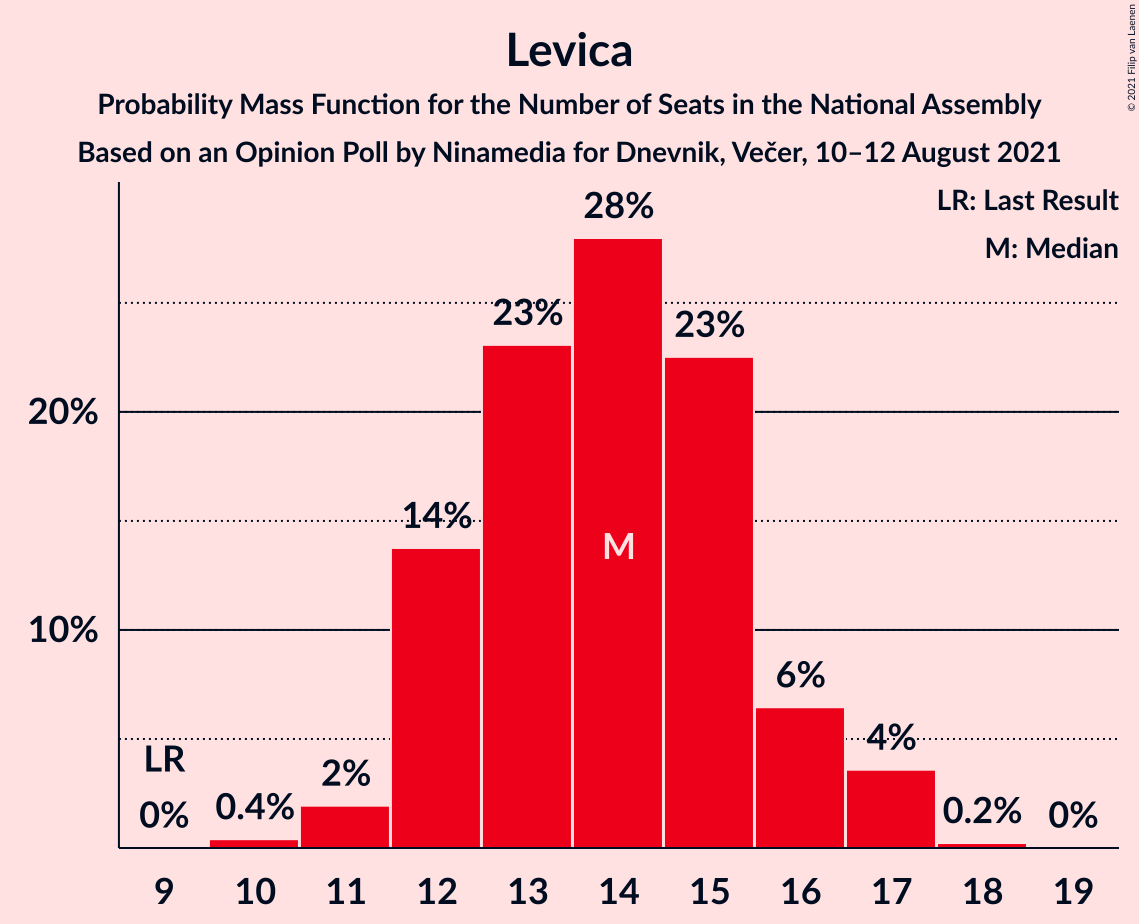 Levica
Probability Mass Function for the Number of Seats in the National Assembly
Based on an Opinion Poll by Ninamedia for Dnevnik, Večer, 10–12 August 2021
© 2021 Filip van Laenen
LR: Last Result
M: Median
28%
23%
23%
20%
14%
M
10%
6%
4%
LR
2%
0%
0.4%
0.2%
0%
9 10 11 12 13 14 15 16 17 18 19